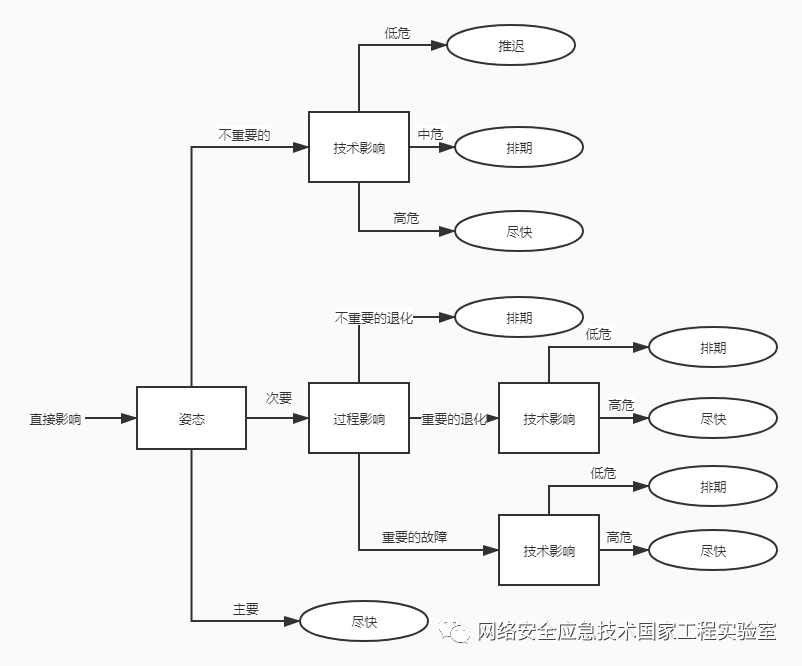 低危
推迟
不重要的
技术影响
中危
排期
高危
尽快
不重要的退化
排期
低危
排期
直接影响
姿态
次要
过程影响
重要的退化
技术影响
高危
尽快
低危
排期
重要的故障
技术影响
高危
尽快
主要
尽快
网络安全应急技术国家工程实验室